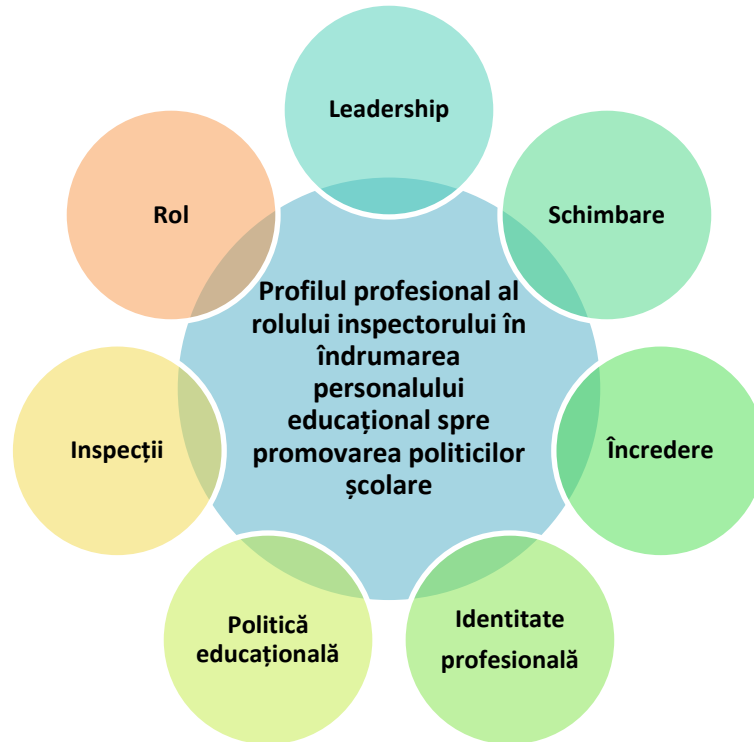 Leadership
Schimbare
Încredere
Identitate
profesională
Politică
educațională
Inspecții
Rol
Profilul profesional al
rolului inspectorului în
îndrumarea
personalului
educațional spre
promovarea politicilor
școlare